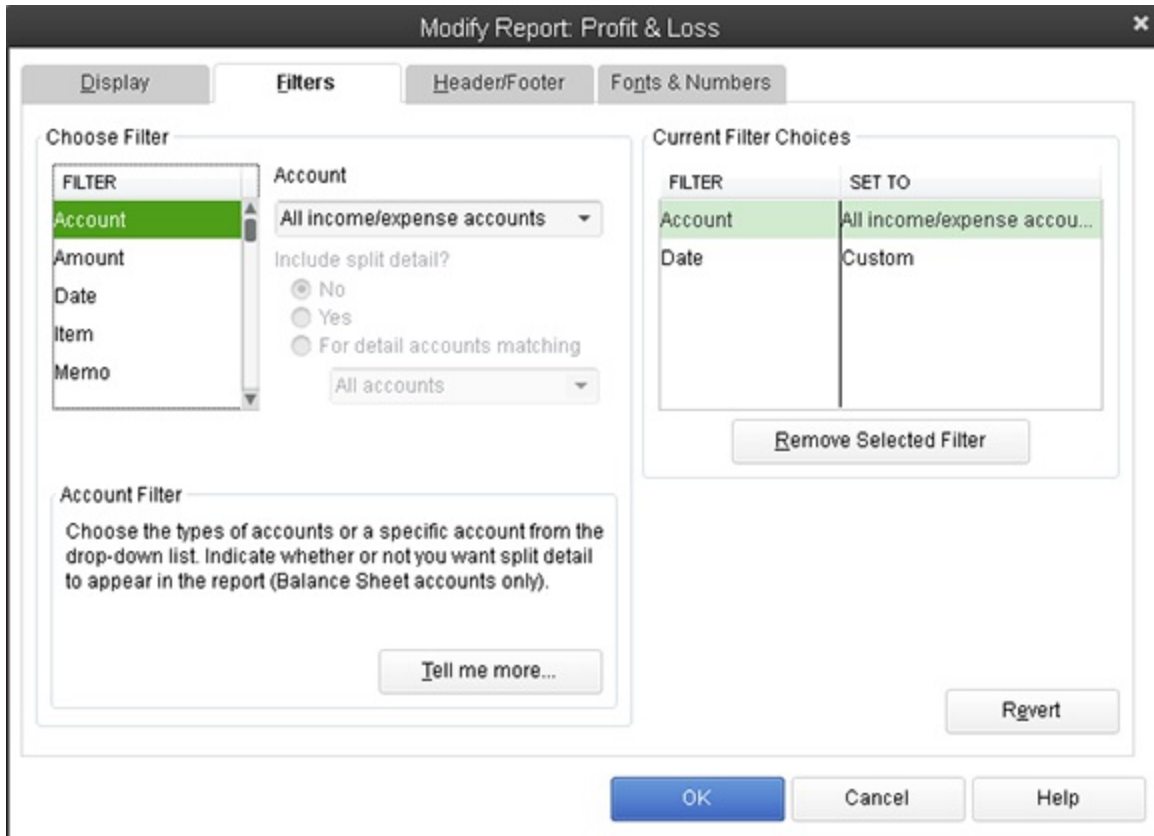 Modify Report: Profit & Loss
Display
Filters
Header/Footer
Fonts & Numbers
Choose Filter
FILTER
Account
Amount
Date
Item
Memo
Account
All income/expense accounts
Include split detail?
No
Yes
For detail accounts matching
All accounts
Account Filter
Choose the types of accounts or a specific account from the
drop-down list. Indicate whether or not you want split detail
to appear in the report (Balance Sheet accounts only).
Tell me more...
Current Filter Choices
FILTER SET TO
Account All income/expense accou...
Date Custom
Remove Selected Filter
Revert
OK
Cancel
Help